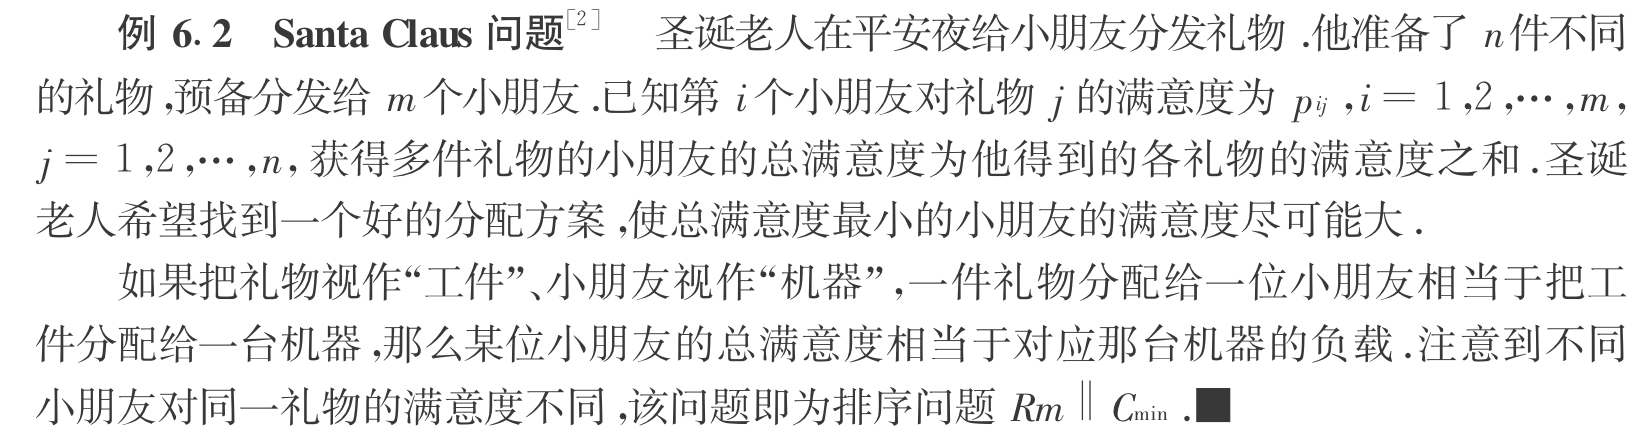 例 6.2 Santa Claus 问题[2] 圣诞老人在平安夜给小朋友分发礼物.他准备了 n件不同
的礼物,预备分发给 m个小朋友.已知第 i个小朋友对礼物 j 的满意度为 pij,i= 1,2,…,m,
j= 1,2,…,n, 获得多件礼物的小朋友的总满意度为他得到的各礼物的满意度之和.圣诞
老人希望找到一个好的分配方案,使总满意度最小的小朋友的满意度尽可能大.
如果把礼物视作“工件”、小朋友视作“机器”,一件礼物分配给一位小朋友相当于把工
件分配给一台机器,那么某位小朋友的总满意度相当于对应那台机器的负载.注意到不同
小朋友对同一礼物的满意度不同,该问题即为排序问题 Rm ‖ Cmin .■